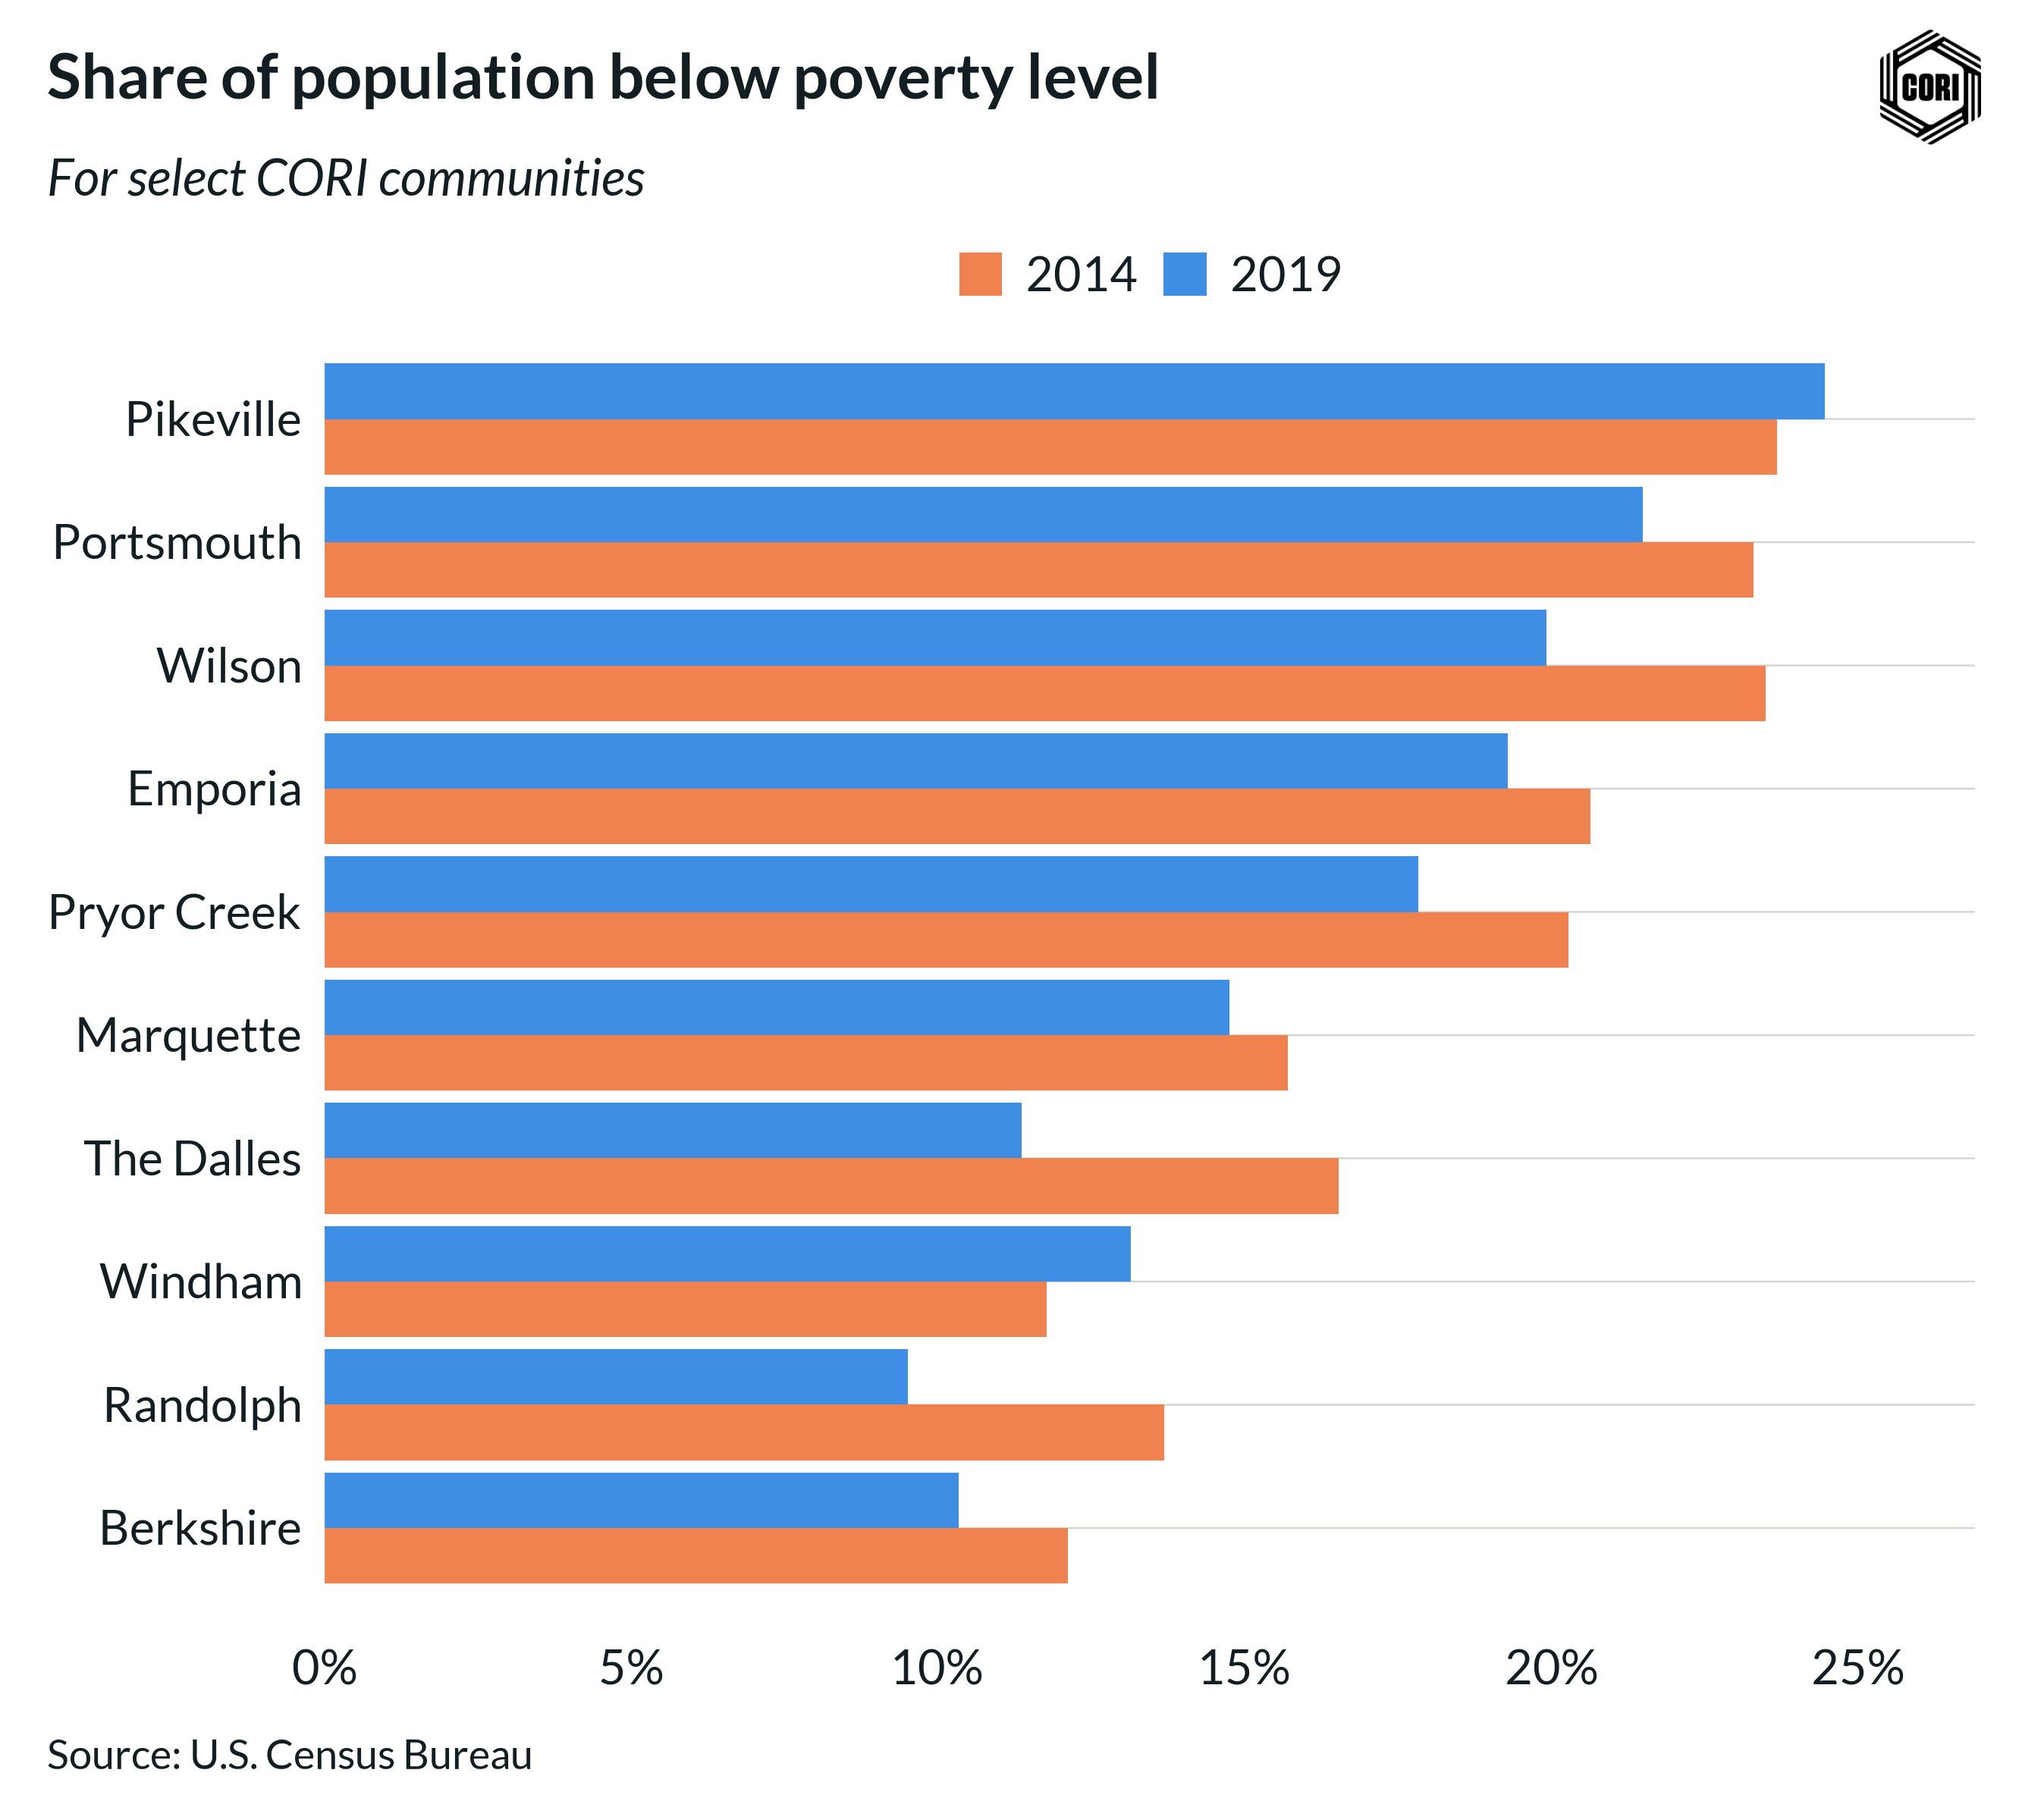 Share of population below poverty level
CORI
For select CORI communities
2014 2019
Pikeville
Portsmouth
Wilson
Emporia
Pryor Creek
Marquette
The Dalles
Windham
Randolph
Berkshire
0% 5% 10% 15% 20% 25%
Source: U.S. Census Bureau